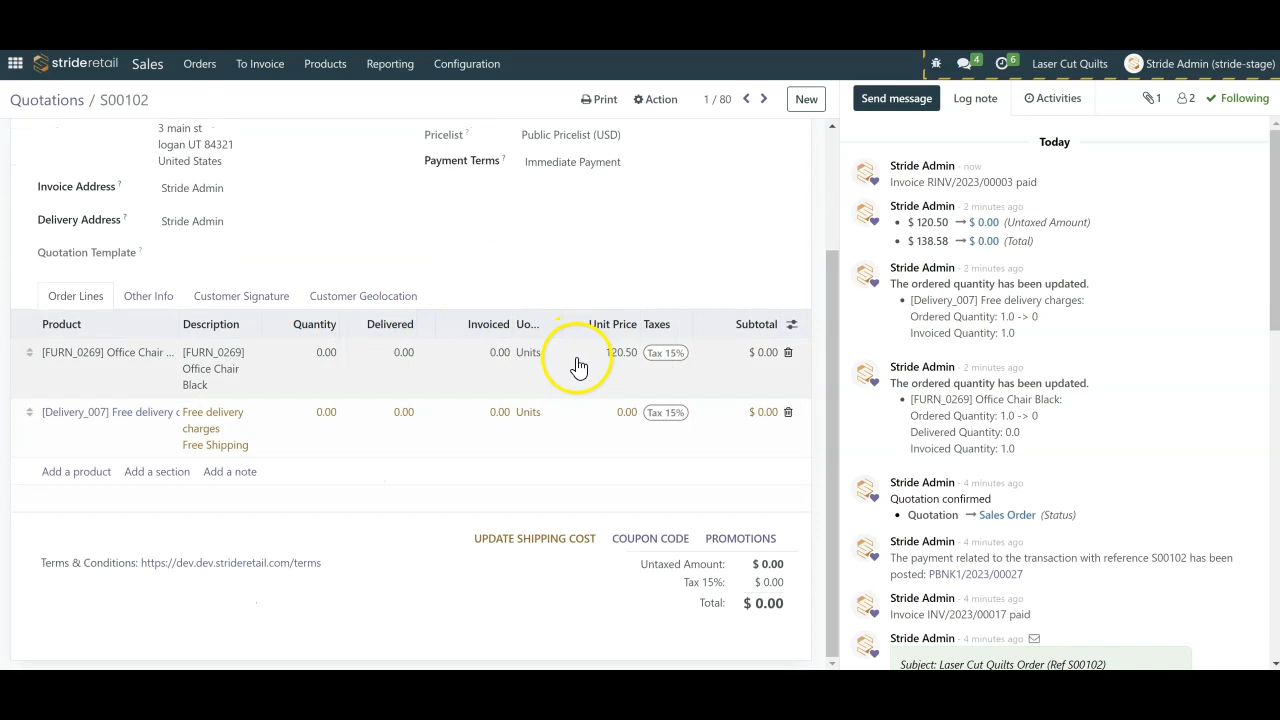 strideretail Sales Orders To Invoice Products Reporting Configuration 4 6 Laser Cut Quilts Stride Admin (stride-stage)
Quotations / S00102 Print Action 1 / 80 New
3 main st
logan UT 84321
United States
Invoice Address ? Stride Admin
Delivery Address ? Stride Admin
Quotation Template ?
Pricelist ? Public Pricelist (USD)
Payment Terms ? Immediate Payment
Order Lines Other Info Customer Signature Customer Geolocation
Product Description Quantity Delivered Invoiced Uo... Unit Price Taxes Subtotal
[FURN_0269] Office Chair ... [FURN_0269] 0.00 0.00 0.00 Units 120.50 Tax 15% $ 0.00
Office Chair
Black
[Delivery_007] Free delivery c Free delivery 0.00 0.00 0.00 Units 0.00 Tax 15% $ 0.00
charges
Free Shipping
Add a product Add a section Add a note
UPDATE SHIPPING COST COUPON CODE PROMOTIONS
Terms & Conditions: https://dev.dev.strideretail.com/terms
Untaxed Amount: $ 0.00
Tax 15%: $ 0.00
Total: $ 0.00
Send message Log note Activities 1 2 Following
Today
Stride Admin - now
Invoice RINV/2023/00003 paid
Stride Admin - 2 minutes ago
• $ 120.50 → $ 0.00 (Untaxed Amount)
• $ 138.58 → $ 0.00 (Total)
Stride Admin - 2 minutes ago
The ordered quantity has been updated.
• [Delivery_007] Free delivery charges:
Ordered Quantity: 1.0 -> 0
Invoiced Quantity: 1.0
Stride Admin - 2 minutes ago
The ordered quantity has been updated.
• [FURN_0269] Office Chair Black:
Ordered Quantity: 1.0 -> 0
Delivered Quantity: 0.0
Invoiced Quantity: 1.0
Stride Admin - 4 minutes ago
Quotation confirmed
• Quotation → Sales Order (Status)
Stride Admin - 4 minutes ago
The payment related to the transaction with reference S00102 has been
posted: PBNK1/2023/00027
Stride Admin - 4 minutes ago
Invoice INV/2023/00017 paid
Stride Admin - 4 minutes ago
Subject: Laser Cut Quilts Order (Ref S00102)